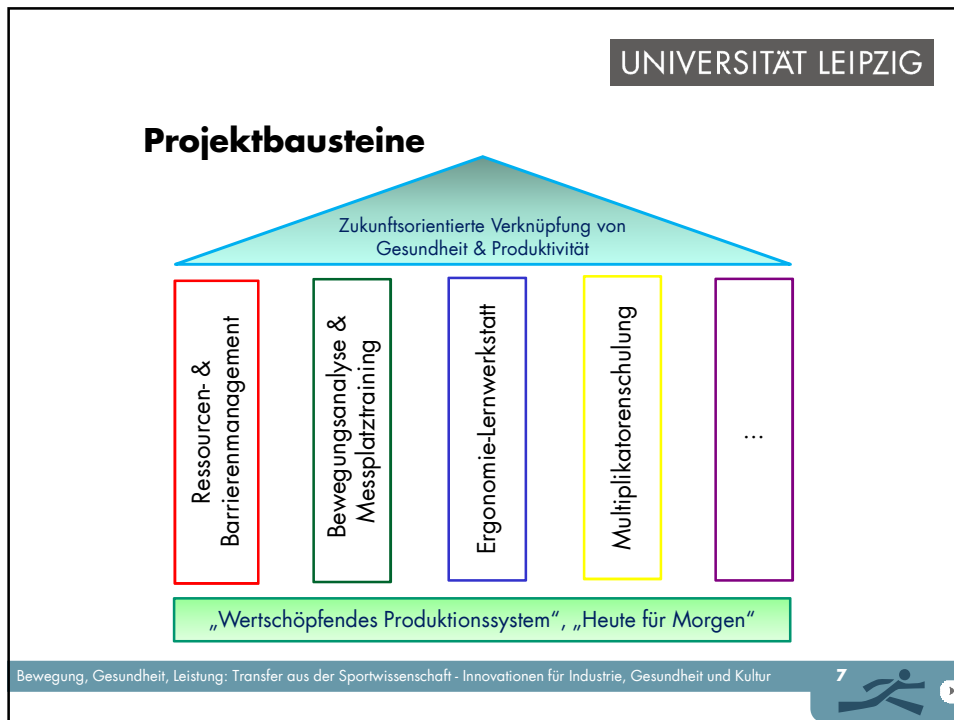 UNIVERSITÄT LEIPZIG
Projektbausteine
Zukunftsorientierte Verknüpfung von
Gesundheit & Produktivität
Ressourcen- &
Barrierenmanagement
Bewegungsanalyse &
Messplatztraining
Ergonomie-Lernwerkstatt
Multiplikatorenschulung
...
„Wertschöpfendes Produktionssystem“, „Heute für Morgen“
Bewegung, Gesundheit, Leistung: Transfer aus der Sportwissenschaft - Innovationen für Industrie, Gesundheit und Kultur 7